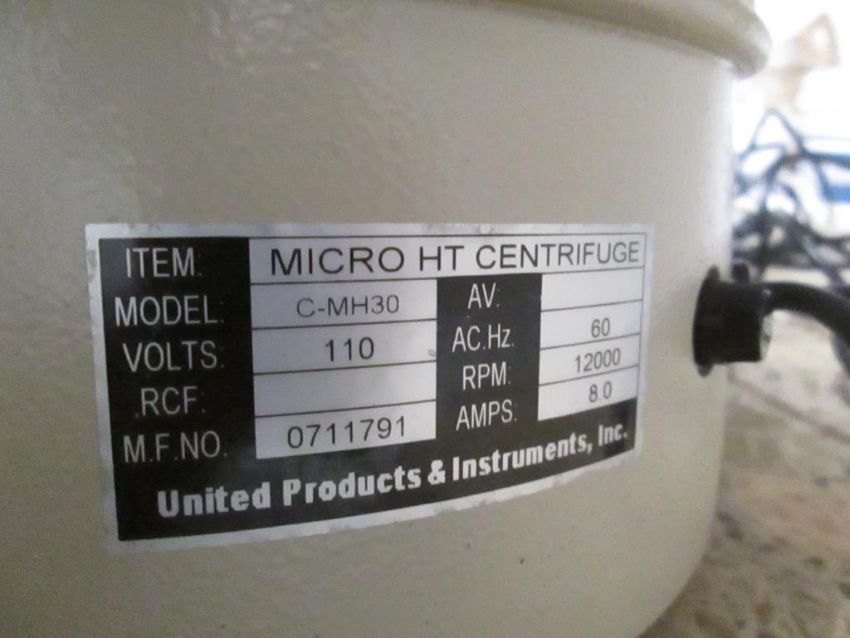 ITEM: MICRO HT CENTRIFUGE
MODEL: C-MH30 AV:
VOLTS: 110 AC.Hz. 60
RCF: RPM: 12000
M.F.NO. 0711791 AMPS: 8.0
United Products & Instruments, Inc.